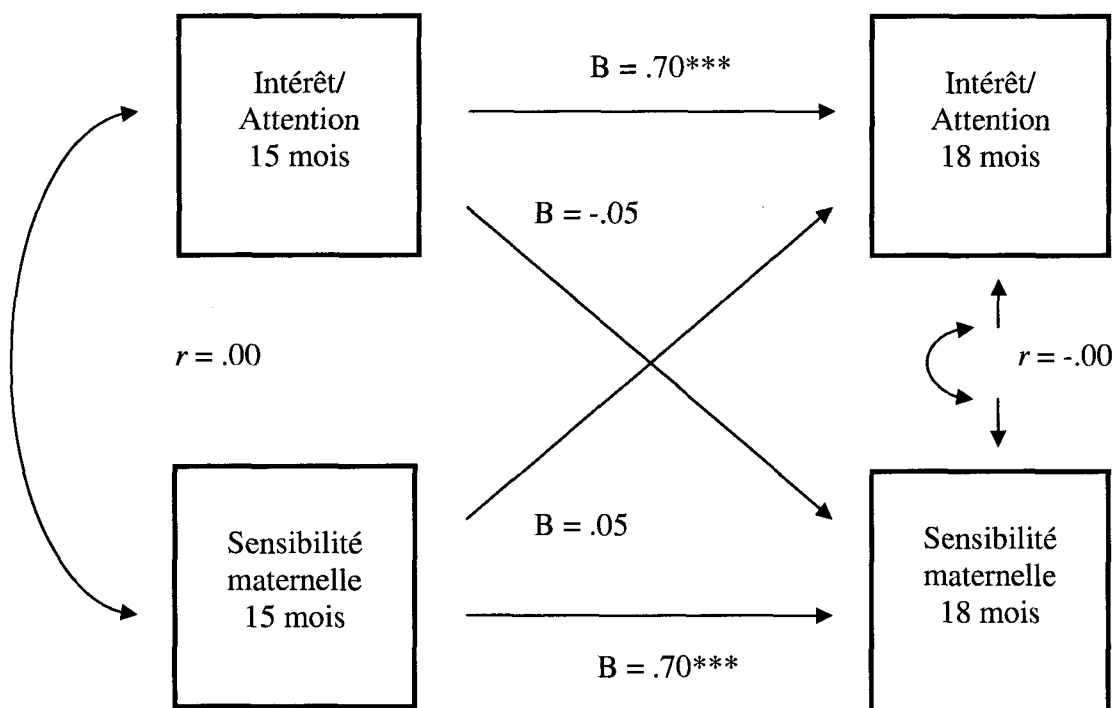 Intérêt/
Attention
15 mois
B = .70***
Intérêt/
Attention
18 mois
B = -.05
r = .00
r = -.00
B = .05
Sensibilité
maternelle
15 mois
B = .70***
Sensibilité
maternelle
18 mois